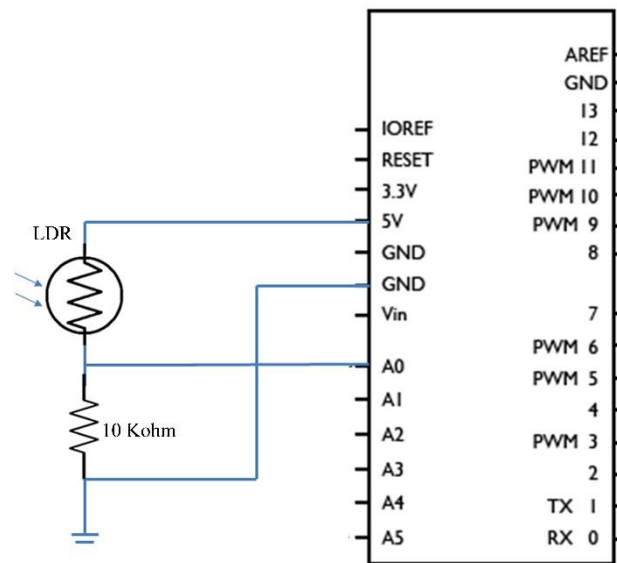 LDR
10 Kohm
IOREF
RESET
3.3V
5V
GND
GND
Vin
A0
A1
A2
A3
A4
A5
AREF
GND
13
12
PWM 11
PWM 10
PWM 9
8
7
PWM 6
PWM 5
4
PWM 3
2
TX 1
RX 0